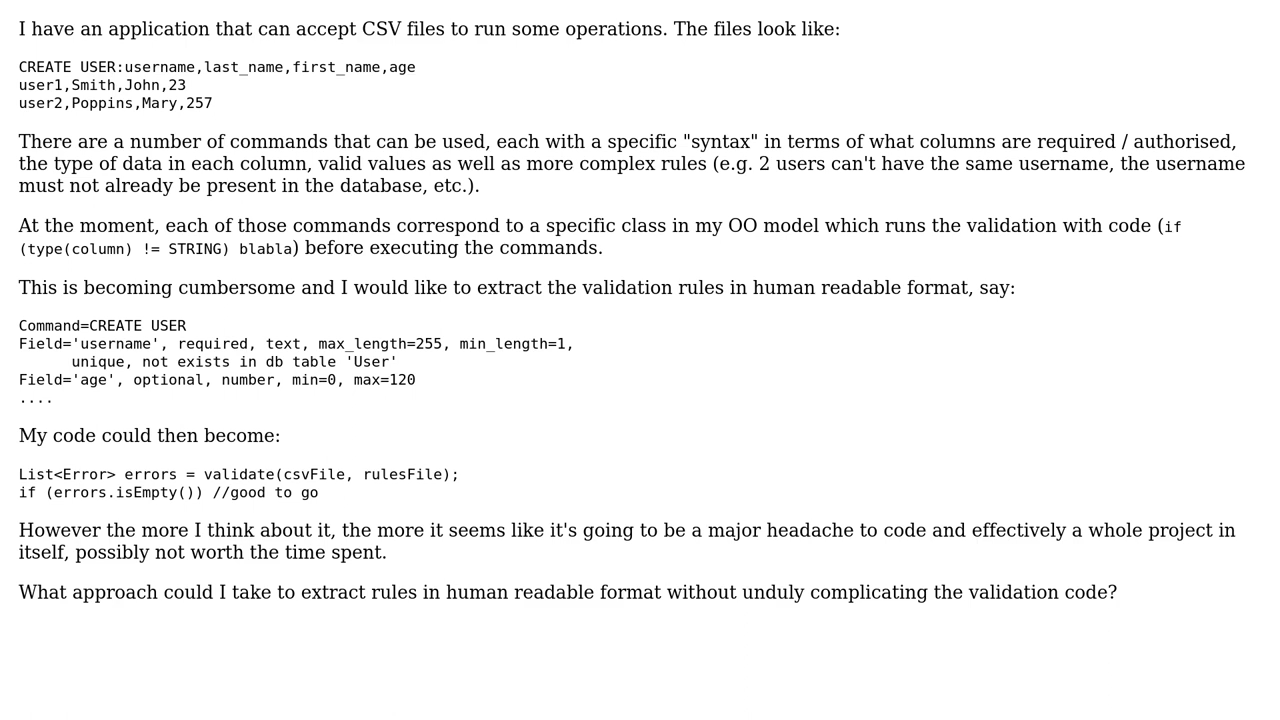 I have an application that can accept CSV files to run some operations. The files look like:
CREATE USER:username,last_name,first_name,age
user1,Smith,John,23
user2,Poppins,Mary,257
There are a number of commands that can be used, each with a specific "syntax" in terms of what columns are required / authorised,
the type of data in each column, valid values as well as more complex rules (e.g. 2 users can't have the same username, the username
must not already be present in the database, etc.).
At the moment, each of those commands correspond to a specific class in my OO model which runs the validation with code (if
(type(column) != STRING) blabla) before executing the commands.
This is becoming cumbersome and I would like to extract the validation rules in human readable format, say:
Command=CREATE USER
Field='username', required, text, max_length=255, min_length=1,
      unique, not exists in db table 'User'
Field='age', optional, number, min=0, max=120
....
My code could then become:
List<Error> errors = validate(csvFile, rulesFile);
if (errors.isEmpty()) //good to go
However the more I think about it, the more it seems like it's going to be a major headache to code and effectively a whole project in
itself, possibly not worth the time spent.
What approach could I take to extract rules in human readable format without unduly complicating the validation code?